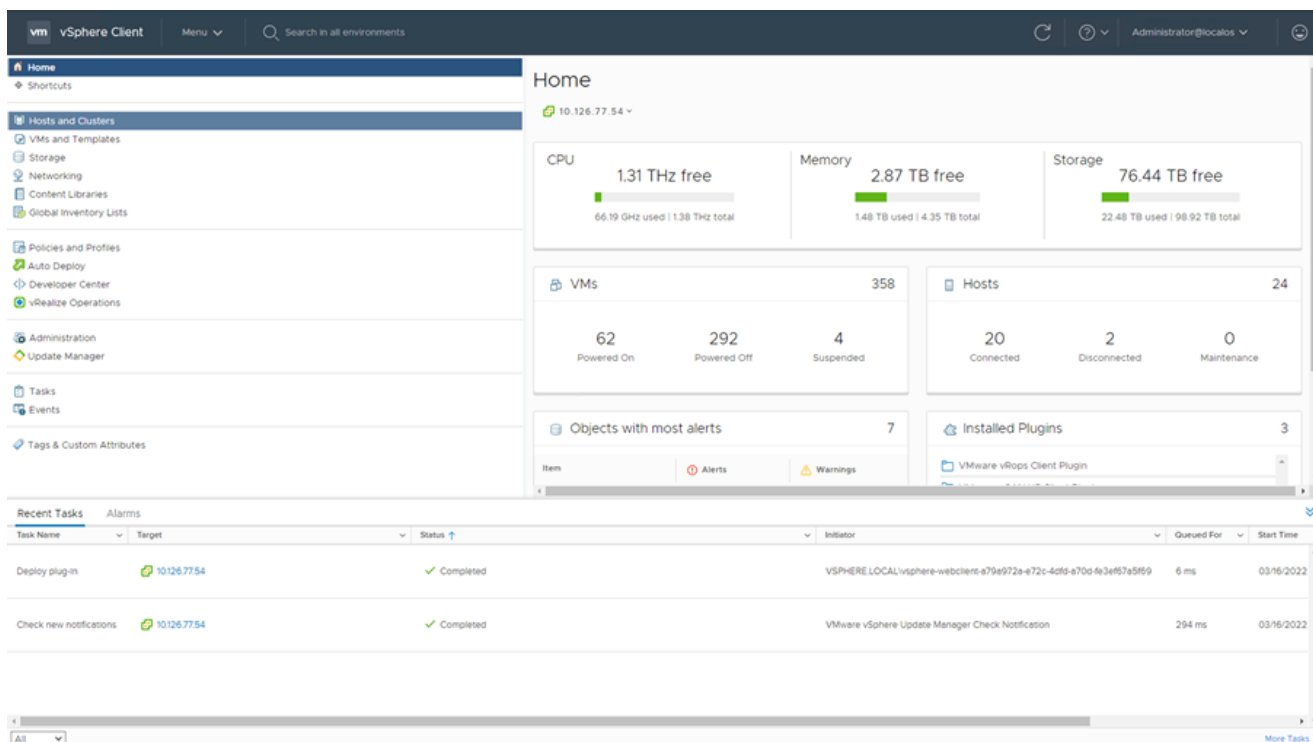 vm vSphere Client Menu Search in all environments Administrator@localos
Home
Shortcuts
Hosts and Clusters
VMs and Templates
Storage
Networking
Content Libraries
Global Inventory Lists
Policies and Profiles
Auto Deploy
Developer Center
vRealize Operations
Administration
Update Manager
Tasks
Events
Tags & Custom Attributes
Home
10.126.77.54
CPU
1.31 THz free
66.19 GHz used | 1.38 THz total
Memory
2.87 TB free
1.48 TB used | 4.35 TB total
Storage
76.44 TB free
22.48 TB used | 98.92 TB total
VMs 358
62 292 4
Powered On Powered Off Suspended
Hosts 24
20 2 0
Connected Disconnected Maintenance
Objects with most alerts 7
Item Alerts Warnings
Installed Plugins 3
VMware vRops Client Plugin
Recent Tasks Alarms
Task Name Target Status Initiator Queued For Start Time
Deploy plug-in 10.126.77.54 Completed VSPHERE.LOCAL\vsphere-webclient-a79a972a-e72c-4dfd-a70d-fe3ef67a5f69 6 ms 03/16/2022
Check new notifications 10.126.77.54 Completed VMware vSphere Update Manager Check Notification 294 ms 03/16/2022
All More Tasks